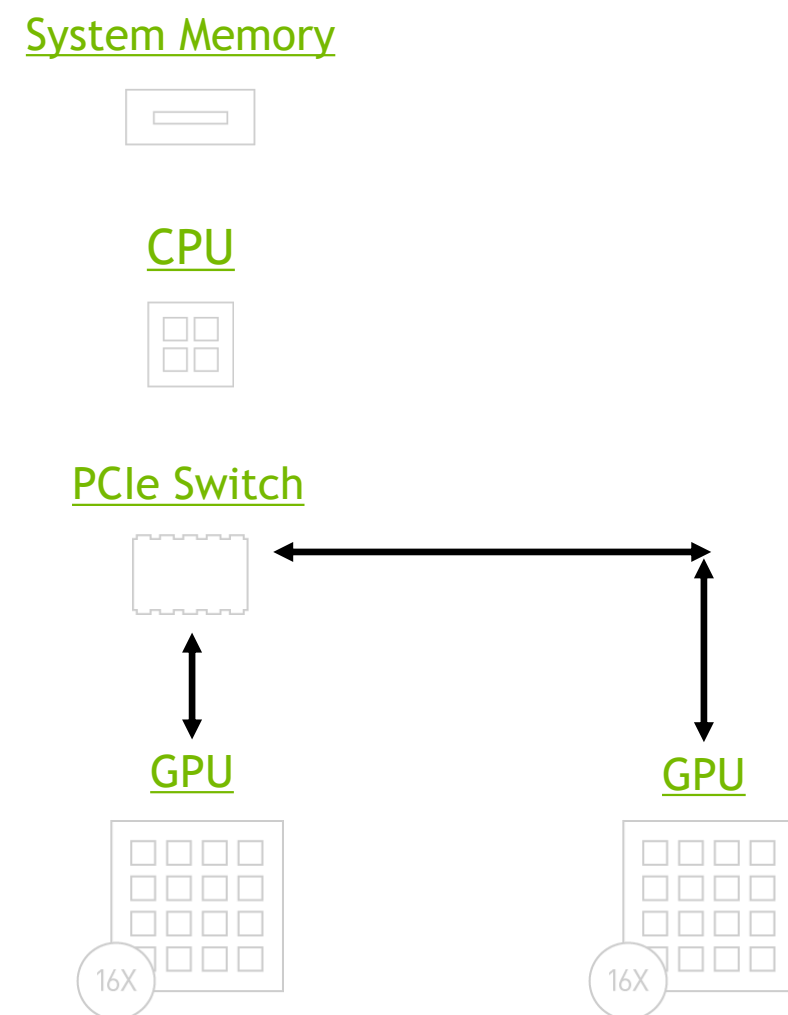 System Memory
CPU
PCIe Switch
GPU
GPU
16X
16X